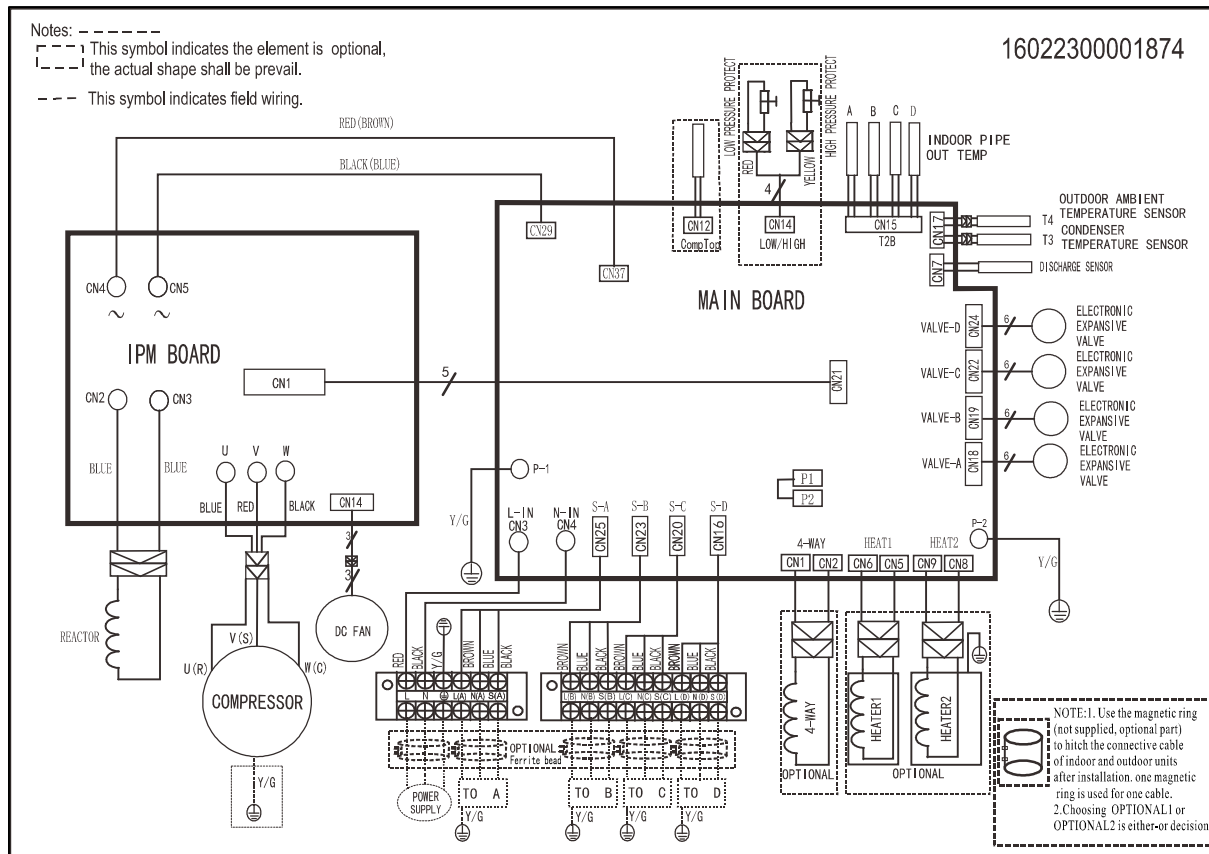 Notes:
This symbol indicates the element is optional,
the actual shape shall be prevail.
This symbol indicates field wiring.
16022300001874
RED(BROWN)
BLACK(BLUE)
LOW PRESSURE PROTECT
HIGH PRESSURE PROTECT
RED
YELLOW
4
CN12
CompTop
CN14
LOW/HIGH
A B C D
INDOOR PIPE
OUT TEMP
CN15
T2B
CN17
T4
OUTDOOR AMBIENT
TEMPERATURE SENSOR
T3
CONDENSER
TEMPERATURE SENSOR
CN7
DISCHARGE SENSOR
CN29
CN37
MAIN BOARD
CN4
CN5
~
~
IPM BOARD
CN1
5
CN21
CN2
CN3
BLUE
BLUE
U V W
BLUE RED BLACK
CN14
3
3
DC FAN
REACTOR
V(S)
U(R)
W(C)
COMPRESSOR
Y/G
VALVE-D
CN24
6
ELECTRONIC
EXPANSIVE
VALVE
VALVE-C
CN22
6
ELECTRONIC
EXPANSIVE
VALVE
VALVE-B
CN19
6
ELECTRONIC
EXPANSIVE
VALVE
VALVE-A
CN18
6
ELECTRONIC
EXPANSIVE
VALVE
P-1
Y/G
P1
P2
P-2
Y/G
L-IN
CN3
N-IN
CN4
S-A
CN25
S-B
CN23
S-C
CN20
S-D
CN16
4-WAY
CN1 CN2
HEAT1
CN6 CN5
HEAT2
CN9 CN8
RED BLACK Y/G BROWN BLUE BLACK
L N L(A) N(A) S(A)
BROWN BLUE BLACK BROWN BLUE BLACK BROWN BLUE BLACK
L(B) N(B) S(B) L(C) N(C) S(C) L(D) N(D) S(D)
OPTIONAL
Ferrite bead
POWER
SUPPLY
TO A
Y/G
TO B
Y/G
TO C
Y/G
TO D
Y/G
4-WAY
OPTIONAL
HEATER1
HEATER2
OPTIONAL
NOTE:1. Use the magnetic ring
(not supplied, optional part)
to hitch the connective cable
of indoor and outdoor units
after installation. one magnetic
ring is used for one cable.
2.Choosing OPTIONAL1 or
OPTIONAL2 is either-or decision